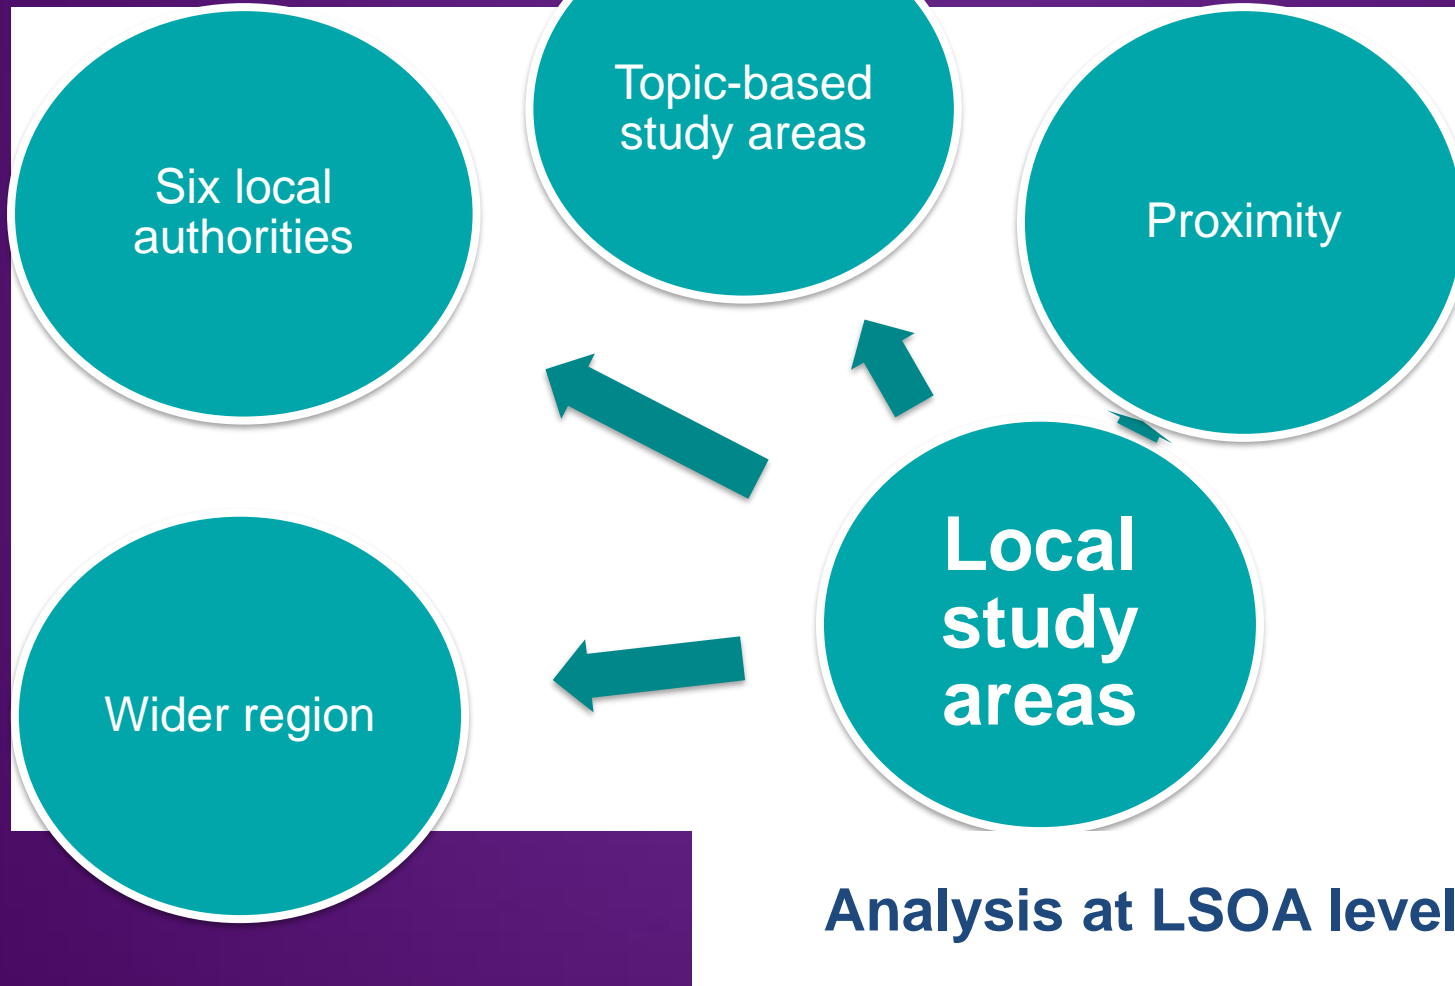 Topic-based
study areas
Six local
authorities
Proximity
Local
study
areas
Wider region
Analysis at LSOA level